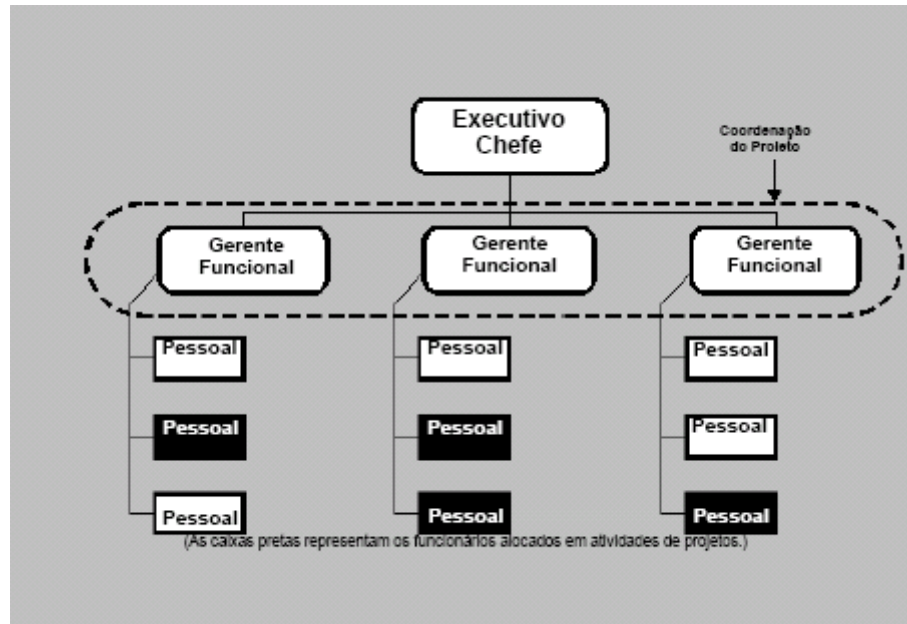 Executivo
Chefe
Coordenação
do Projeto
Gerente
Funcional
Gerente
Funcional
Gerente
Funcional
Pessoal
Pessoal
Pessoal
Pessoal
Pessoal
Pessoal
Pessoal
Pessoal
Pessoal
(As caixas pretas representam os funcionários alocados em atividades de projetos.)